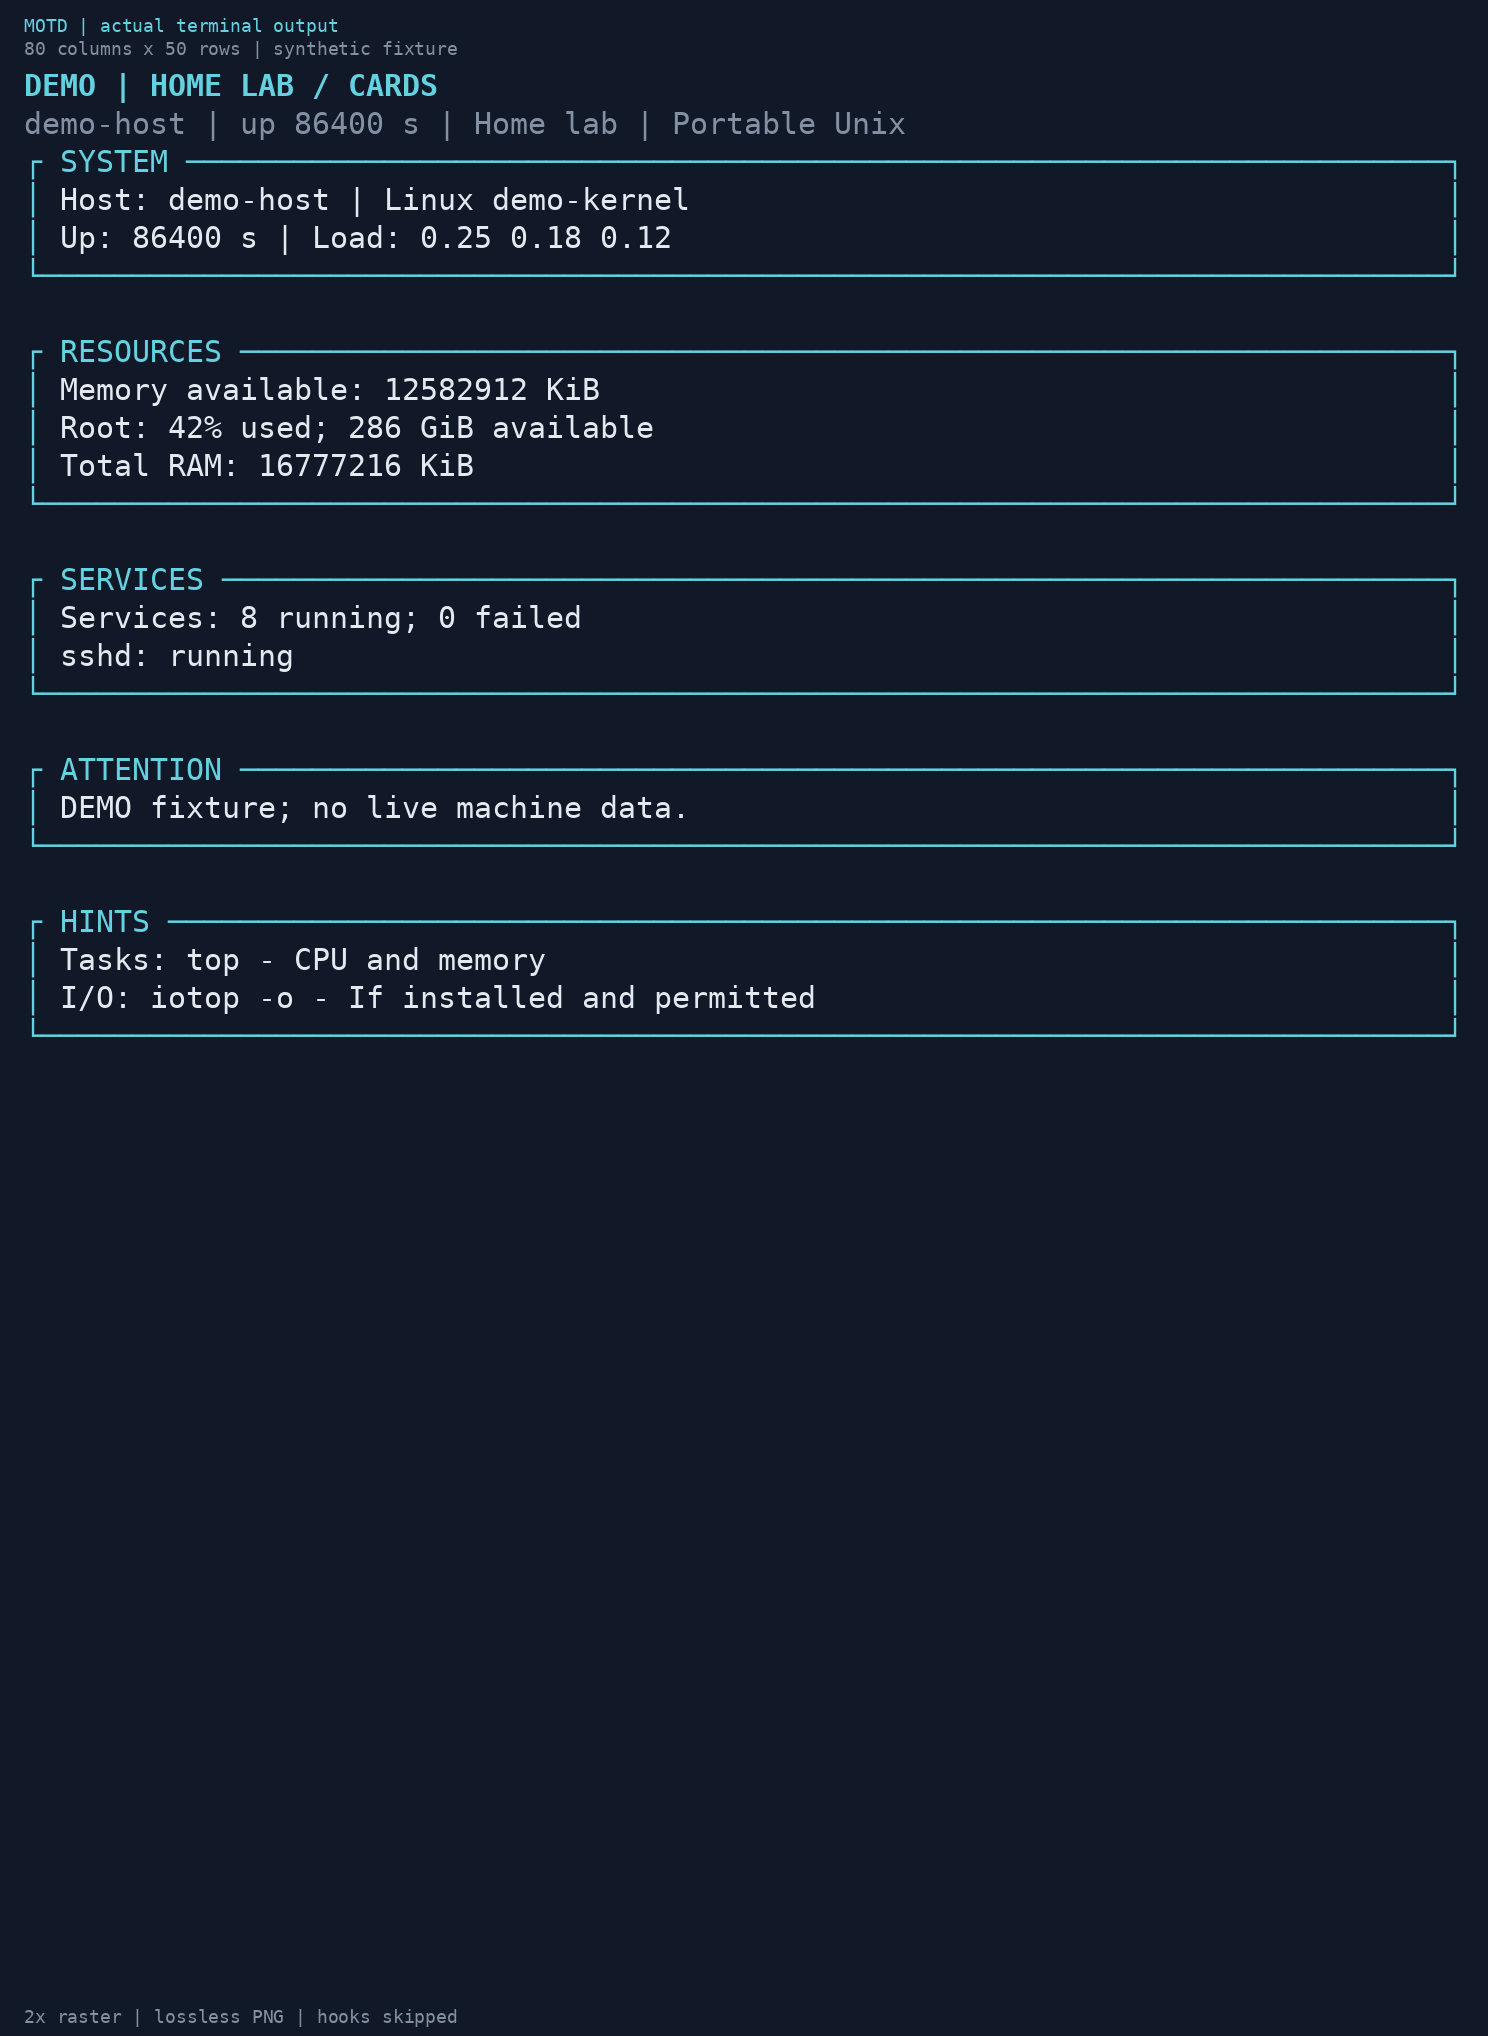 MOTD | actual terminal output
80 columns x 50 rows | synthetic fixture
DEMO | HOME LAB / CARDS
demo-host | up 86400 s | Home lab | Portable Unix
SYSTEM
Host: demo-host | Linux demo-kernel
Up: 86400 s | Load: 0.25 0.18 0.12
RESOURCES
Memory available: 12582912 KiB
Root: 42% used; 286 GiB available
Total RAM: 16777216 KiB
SERVICES
Services: 8 running; 0 failed
sshd: running
ATTENTION
DEMO fixture; no live machine data.
HINTS
Tasks: top - CPU and memory
I/O: iotop -o - If installed and permitted
2x raster | lossless PNG | hooks skipped